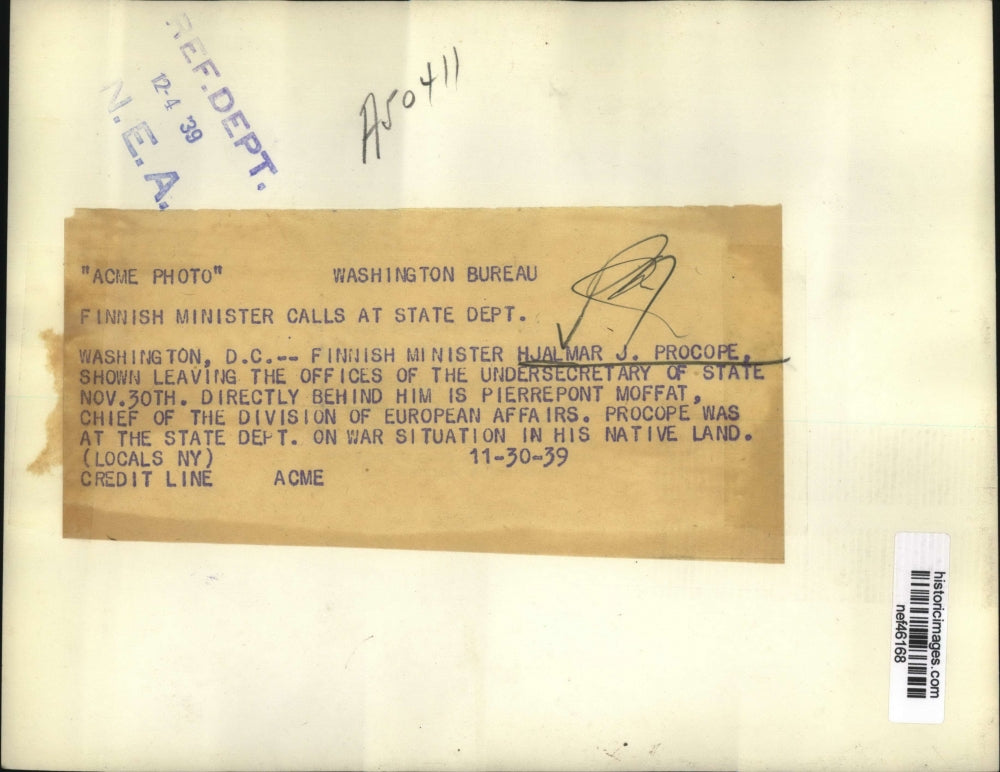 REF. DEPT.
12-4 39
N.E.A.
A50411
"ACME PHOTO" WASHINGTON BUREAU
FINNISH MINISTER CALLS AT STATE DEPT.
WASHINGTON, D.C.-- FINNISH MINISTER HJALMAR J. PROCOPE,
SHOWN LEAVING THE OFFICES OF THE UNDERSECRETARY OF STATE
NOV.30TH. DIRECTLY BEHIND HIM IS PIERREPONT MOFFAT,
CHIEF OF THE DIVISION OF EUROPEAN AFFAIRS. PROCOPE WAS
AT THE STATE DEPT. ON WAR SITUATION IN HIS NATIVE LAND.
(LOCALS NY) 11-30-39
CREDIT LINE ACME
historicimages.com
nef46168